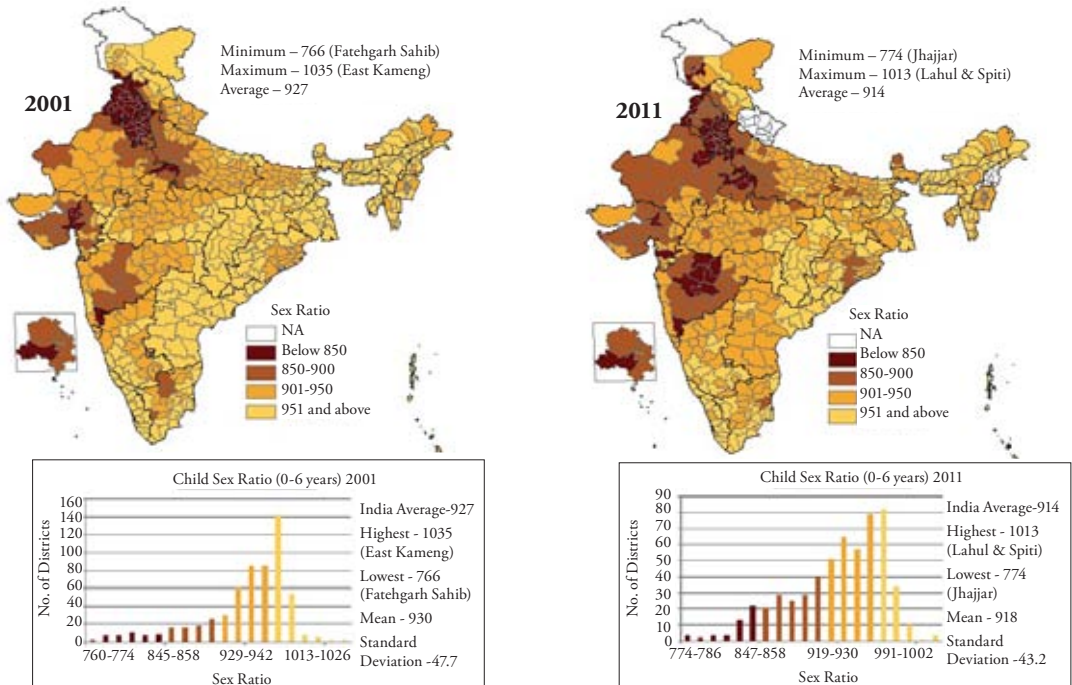 Minimum – 766 (Fatehgarh Sahib)
Maximum – 1035 (East Kameng)
Average – 927
2001
Sex Ratio
NA
Below 850
850-900
901-950
951 and above
Minimum – 774 (Jhajjar)
Maximum – 1013 (Lahul & Spiti)
Average – 914
2011
Sex Ratio
NA
Below 850
850-900
901-950
951 and above
Child Sex Ratio (0-6 years) 2001
No. of Districts
160
140
120
100
80
60
40
20
0
760-774 845-858 929-942 1013-1026
Sex Ratio
India Average-927
Highest - 1035
(East Kameng)
Lowest - 766
(Fatehgarh Sahib)
Mean - 930
Standard
Deviation -47.7
Child Sex Ratio (0-6 years) 2011
No. of Districts
90
80
70
60
50
40
30
20
10
0
774-786 847-858 919-930 991-1002
Sex Ratio
India Average-914
Highest - 1013
(Lahul & Spiti)
Lowest - 774
(Jhajjar)
Mean - 918
Standard
Deviation -43.2